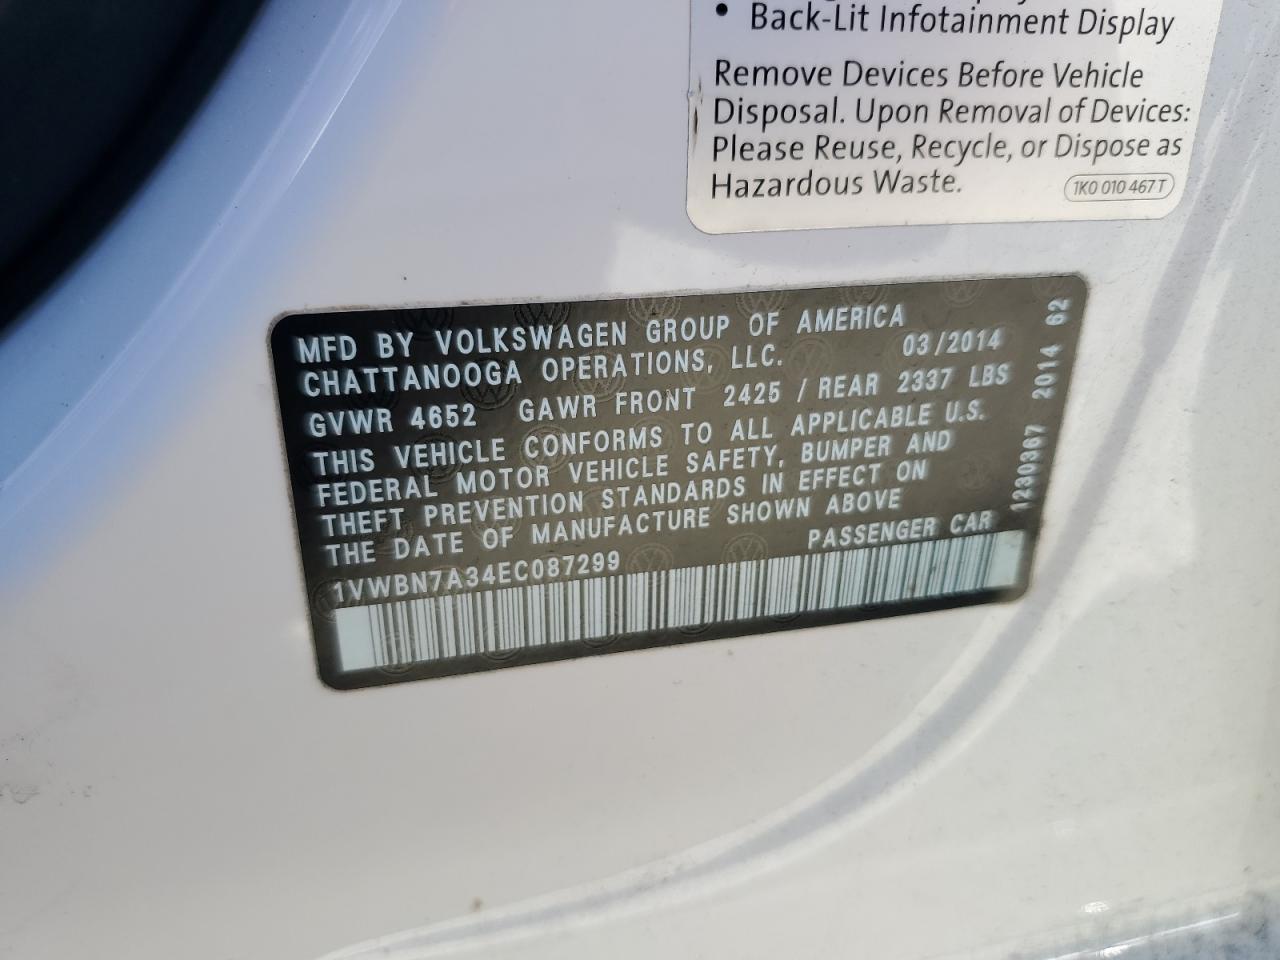 • Back-Lit Infotainment Display
Remove Devices Before Vehicle
Disposal. Upon Removal of Devices:
Please Reuse, Recycle, or Dispose as
Hazardous Waste.
1K0 010 467 T
MFD BY VOLKSWAGEN GROUP OF AMERICA
CHATTANOOGA OPERATIONS, LLC. 03/2014
GVWR 4652 GAWR FRONT 2425 / REAR 2337 LBS
THIS VEHICLE CONFORMS TO ALL APPLICABLE U.S.
FEDERAL MOTOR VEHICLE SAFETY, BUMPER AND
THEFT PREVENTION STANDARDS IN EFFECT ON
THE DATE OF MANUFACTURE SHOWN ABOVE
1VWBN7A34EC087299 PASSENGER CAR
1230367 2014 62